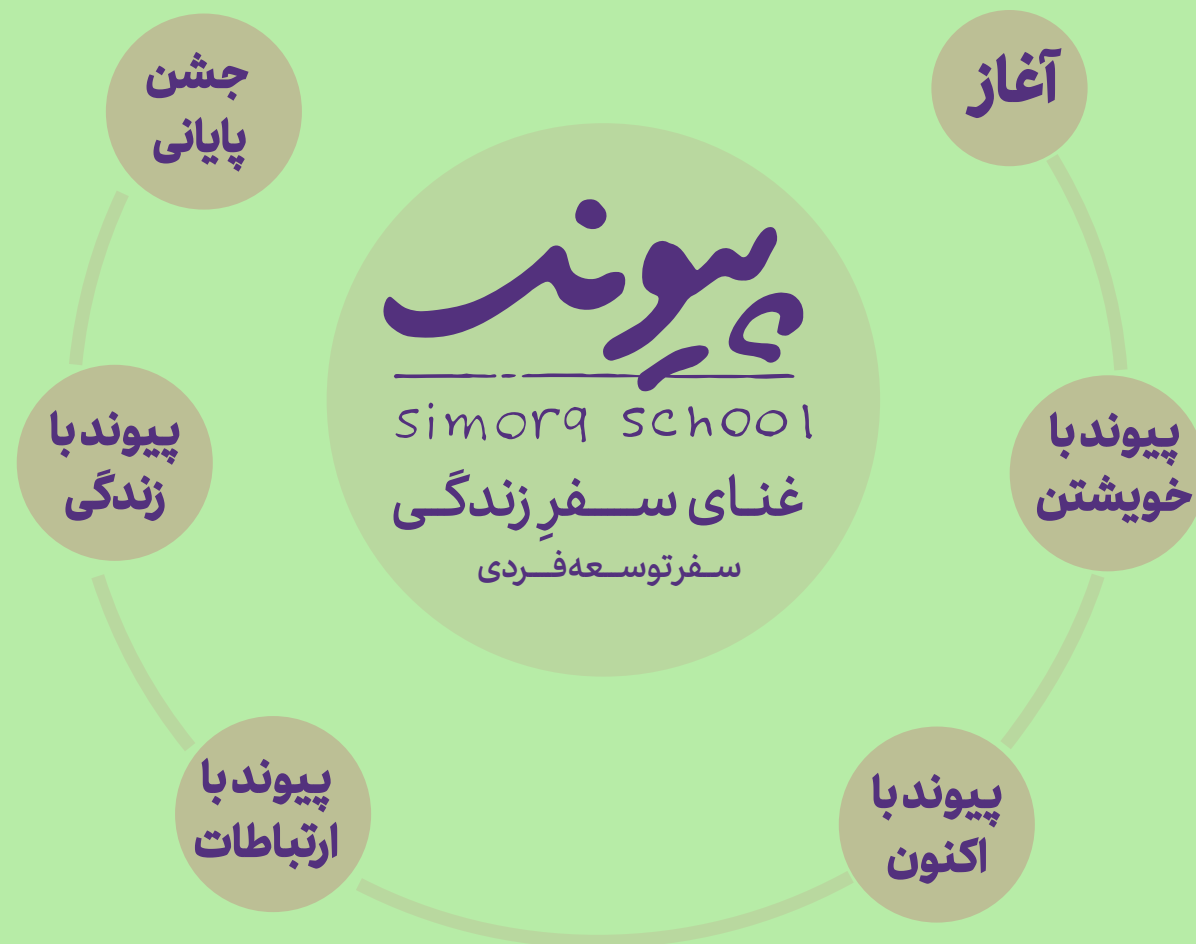 آغاز
پیوند با
خویشتن
پیوند با
اکنون
پیوند با
ارتباطات
پیوند با
زندگی
جشن
پایانی
پیوند
simorq school
غنای سفرِ زندگی
سفر توسعه فردی